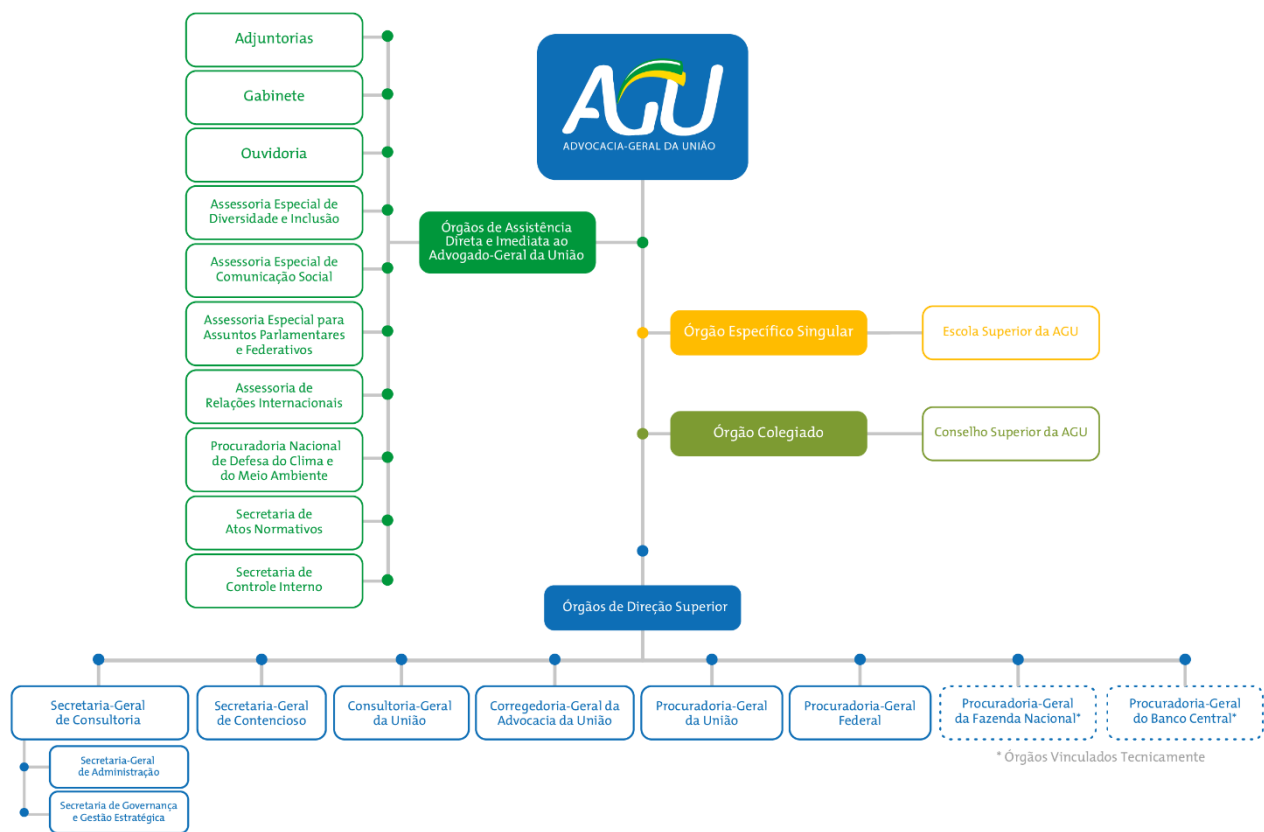 Adjuntorias
Gabinete
Ouvidoria
Assessoria Especial de
Diversidade e Inclusão
Assessoria Especial de
Comunicação Social
Assessoria Especial para
Assuntos Parlamentares
e Federativos
Assessoria de
Relações Internacionais
Procuradoria Nacional
de Defesa do Clima e
do Meio Ambiente
Secretaria de
Atos Normativos
Secretaria de
Controle Interno
AGU
ADVOCACIA-GERAL DA UNIÃO
Órgãos de Assistência
Direta e Imediata ao
Advogado-Geral da União
Órgão Específico Singular
Escola Superior da AGU
Órgão Colegiado
Conselho Superior da AGU
Órgãos de Direção Superior
Secretaria-Geral
de Consultoria
Secretaria-Geral
de Administração
Secretaria de Governança
e Gestão Estratégica
Secretaria-Geral
de Contencioso
Consultoria-Geral
da União
Corregedoria-Geral da
Advocacia da União
Procuradoria-Geral
da União
Procuradoria-Geral
Federal
Procuradoria-Geral
da Fazenda Nacional*
Procuradoria-Geral
do Banco Central*
* Órgãos Vinculados Tecnicamente